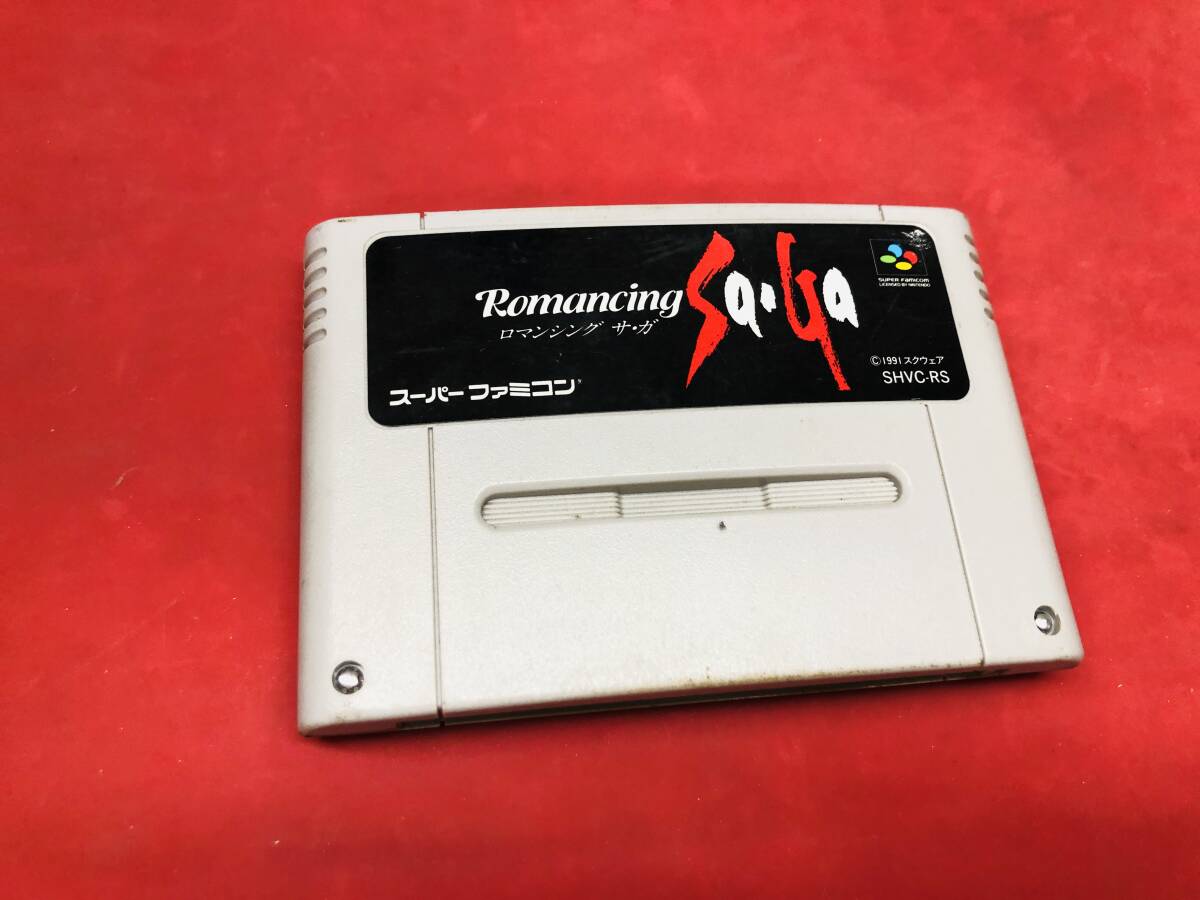 Romancing Sa・Ga
ロマンシング サ・ガ
スーパーファミコン
SUPER FAMICOM
LICENSED BY NINTENDO
©1991 スクウェア
SHVC-RS